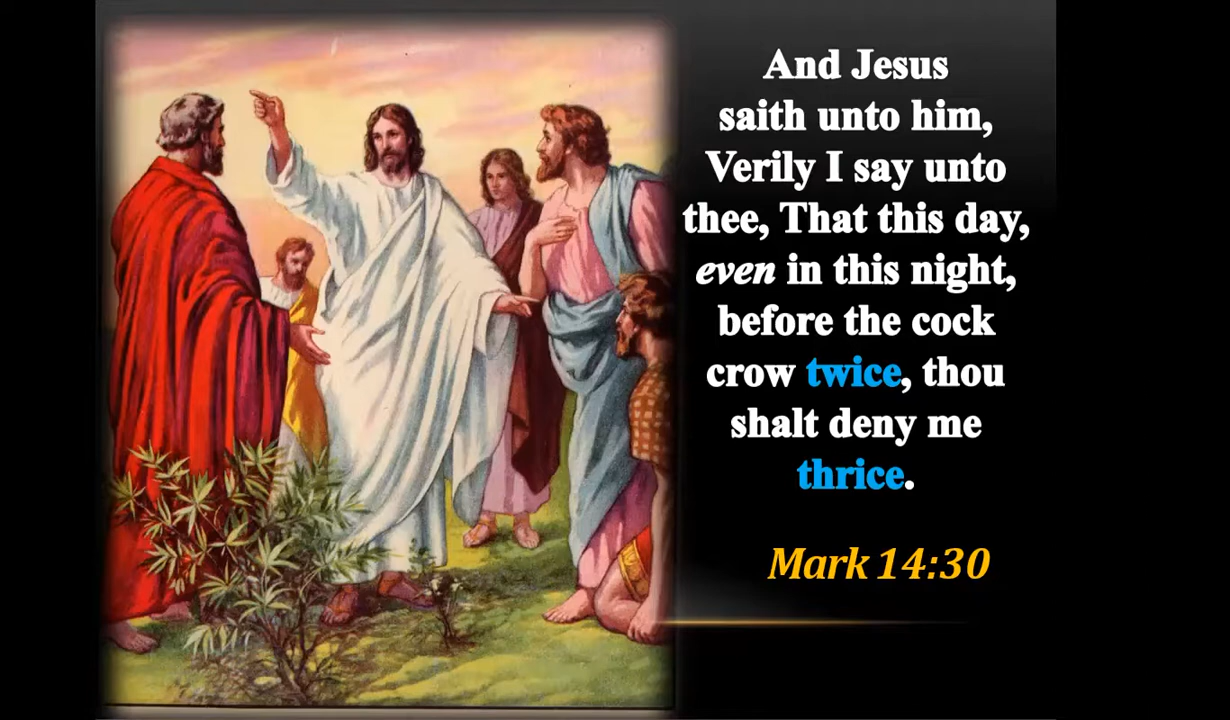 And Jesus
saith unto him,
Verily I say unto
thee, That this day,
even in this night,
before the cock
crow twice, thou
shalt deny me
thrice.
Mark 14:30